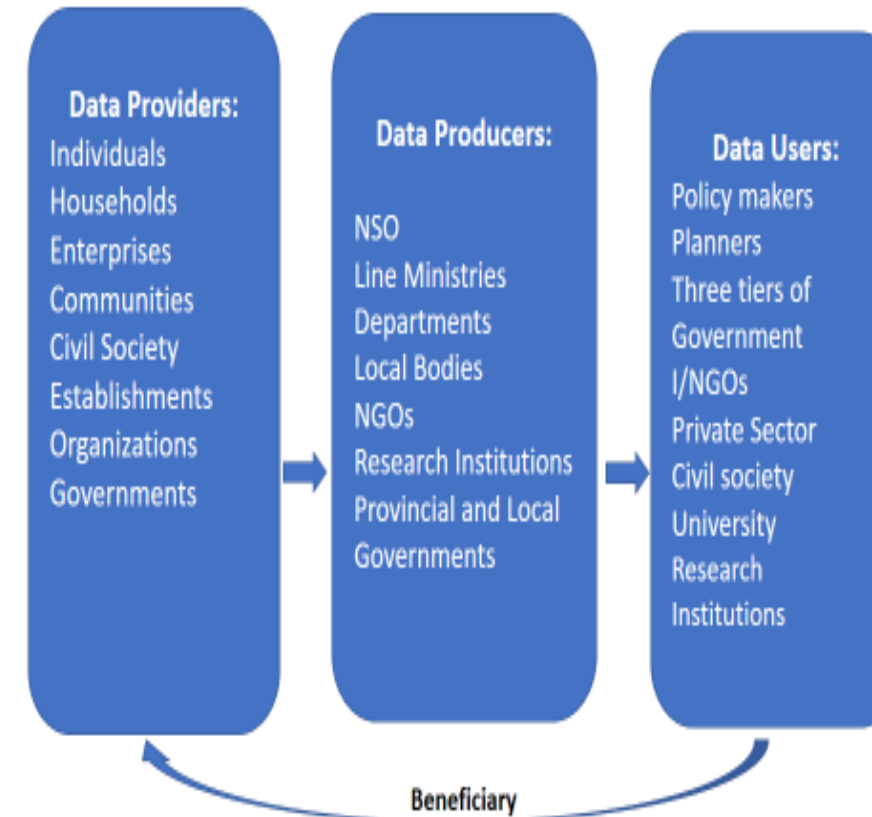 Data Providers:
Individuals
Households
Enterprises
Communities
Civil Society
Establishments
Organizations
Governments
Data Producers:
NSO
Line Ministries
Departments
Local Bodies
NGOs
Research Institutions
Provincial and Local
Governments
Data Users:
Policy makers
Planners
Three tiers of
Government
I/NGOs
Private Sector
Civil society
University
Research
Institutions
Beneficiary